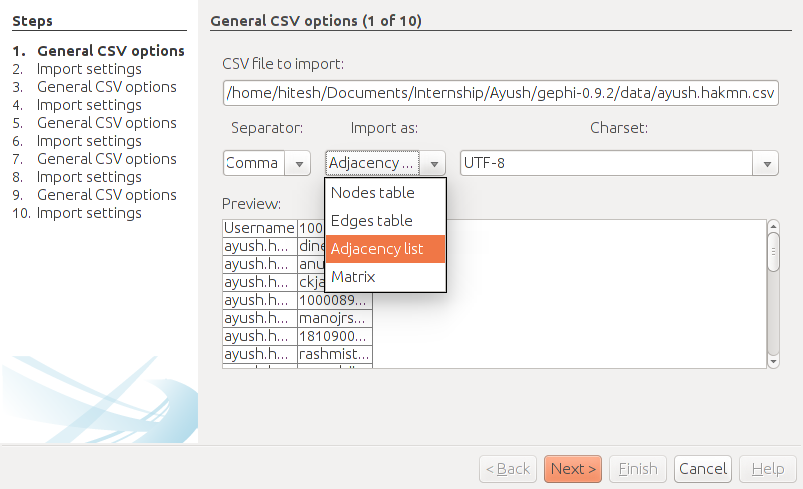 Steps
1. General CSV options
2. Import settings
3. General CSV options
4. Import settings
5. General CSV options
6. Import settings
7. General CSV options
8. Import settings
9. General CSV options
10. Import settings
General CSV options (1 of 10)
CSV file to import:
/home/hitesh/Documents/Internship/Ayush/gephi-0.9.2/data/ayush.hakmn.csv
Separator: Import as: Charset:
Comma Adjacency ... UTF-8
Nodes table
Edges table
Adjacency list
Matrix
Preview:
Username 100
ayush.h... dine
ayush.h... anu
ayush.h... ckja
ayush.h... 1000089...
ayush.h... manojrs...
ayush.h... 1810900...
ayush.h... rashmist...
< Back Next > Finish Cancel Help